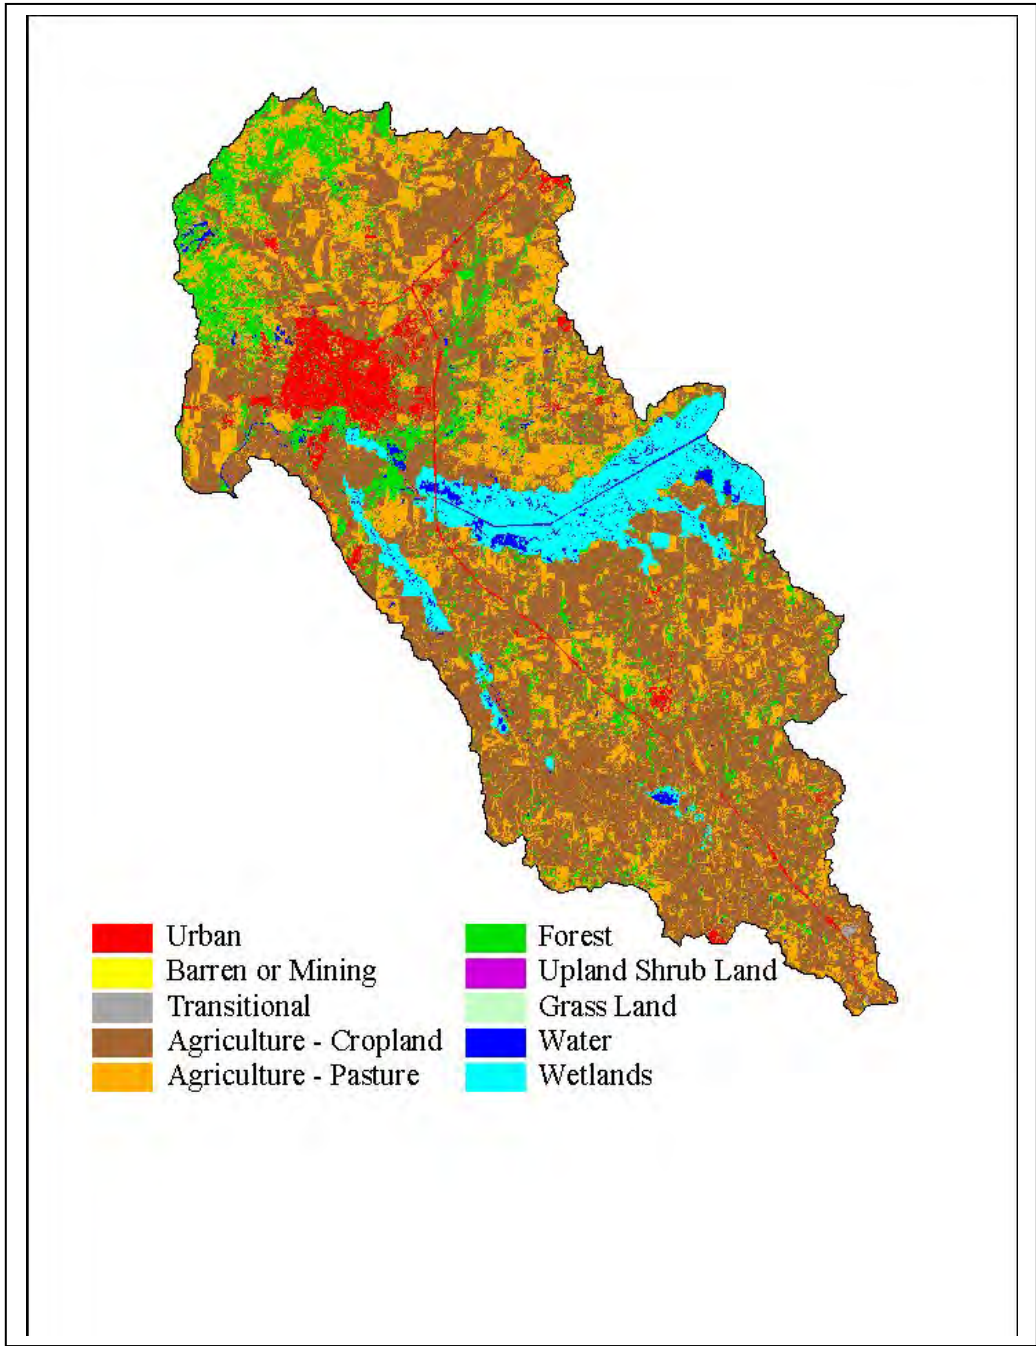 Urban
Barren or Mining
Transitional
Agriculture - Cropland
Agriculture - Pasture
Forest
Upland Shrub Land
Grass Land
Water
Wetlands